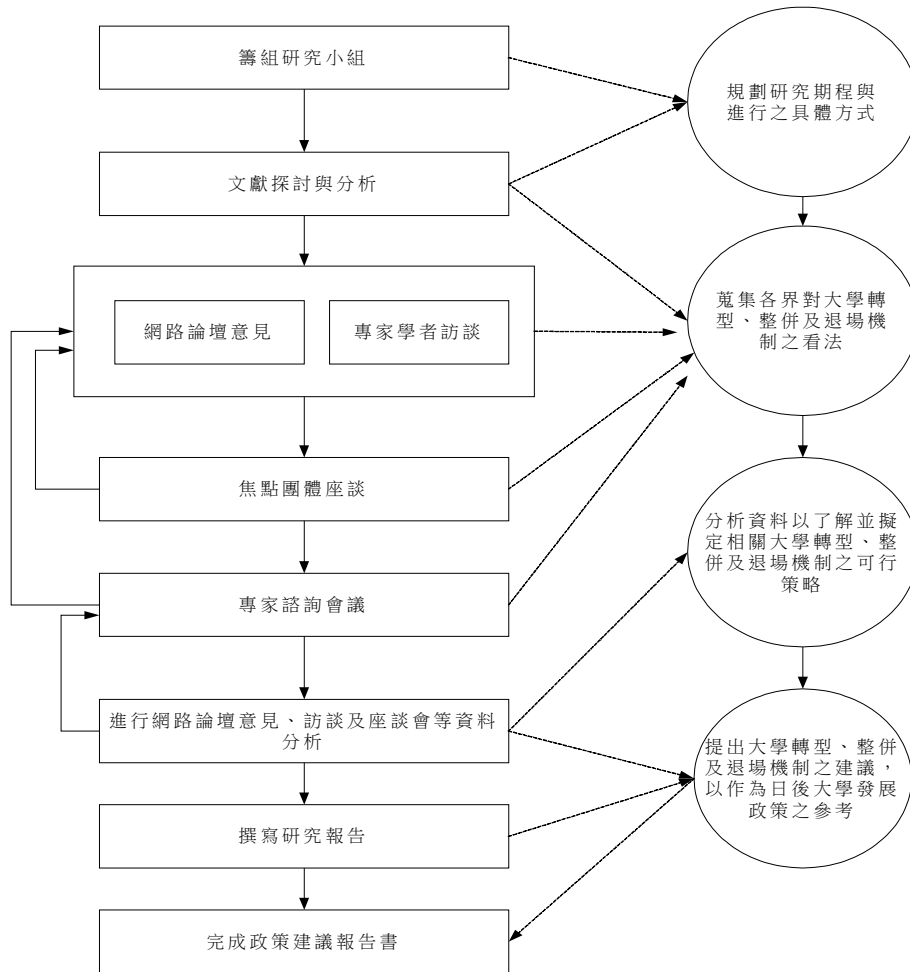 籌組研究小組
文獻探討與分析
網路論壇意見
專家學者訪談
焦點團體座談
專家諮詢會議
進行網路論壇意見、訪談及座談會等資料
分析
撰寫研究報告
完成政策建議報告書
規劃研究期程與
進行之具體方式
蒐集各界對大學轉
型、整併及退場機
制之看法
分析資料以了解並擬
定相關大學轉型、整
併及退場機制之可行
策略
提出大學轉型、整併
及退場機制之建議，
以作為日後大學發展
政策之參考